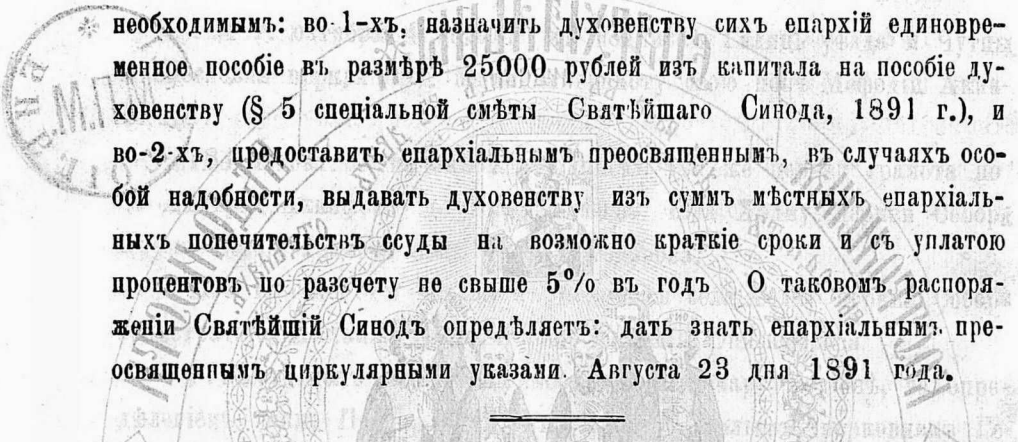 необходимымъ: во 1-хъ, назначить духовенству сихъ епархій единовре-
менное пособіе въ размѣрѣ 25000 рублей изъ капитала на пособіе ду-
ховенству (§ 5 спеціальной смѣты Святѣйшаго Синода, 1891 г.), и
во-2-хъ, предоставить епархіальнымъ преосвященнымъ, въ случаяхъ осо-
бой надобности, выдавать духовенству изъ суммъ мѣстныхъ епархіаль-
ныхъ попечительствъ ссуды на возможно краткіе сроки и съ уплатою
процентовъ по разсчету не свыше 5% въ годъ О таковомъ распоря-
женіи Святѣйшій Синодъ опредѣляетъ: дать знать епархіальнымъ пре-
освященнымъ циркулярными указами. Августа 23 дня 1891 года.